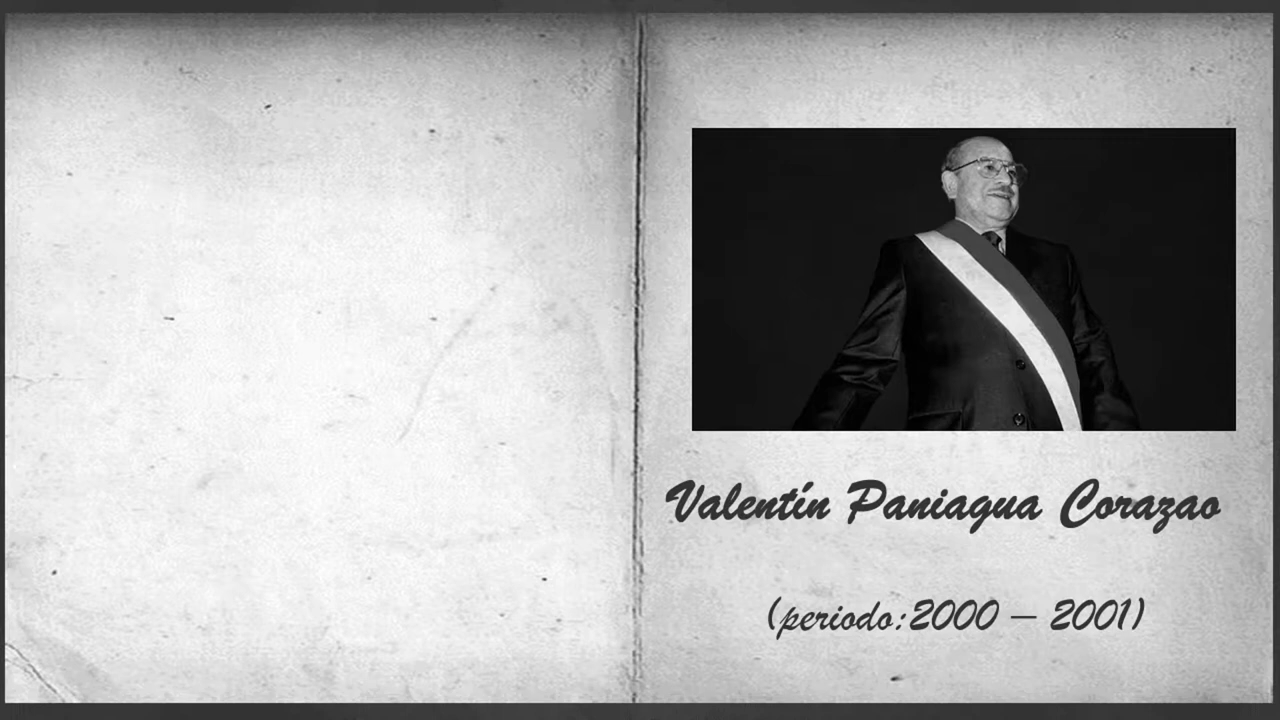 Valentín Paniagua Corazao
(periodo: 2000 – 2001)